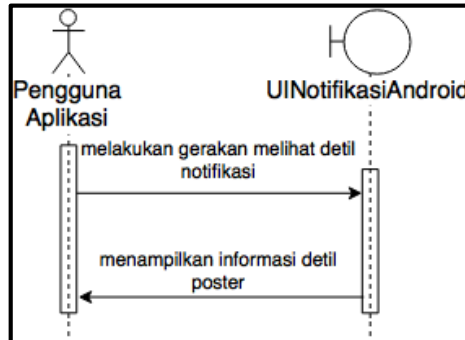 Pengguna
Aplikasi
UINotifikasiAndroid
melakukan gerakan melihat detil
notifikasi
menampilkan informasi detil
poster